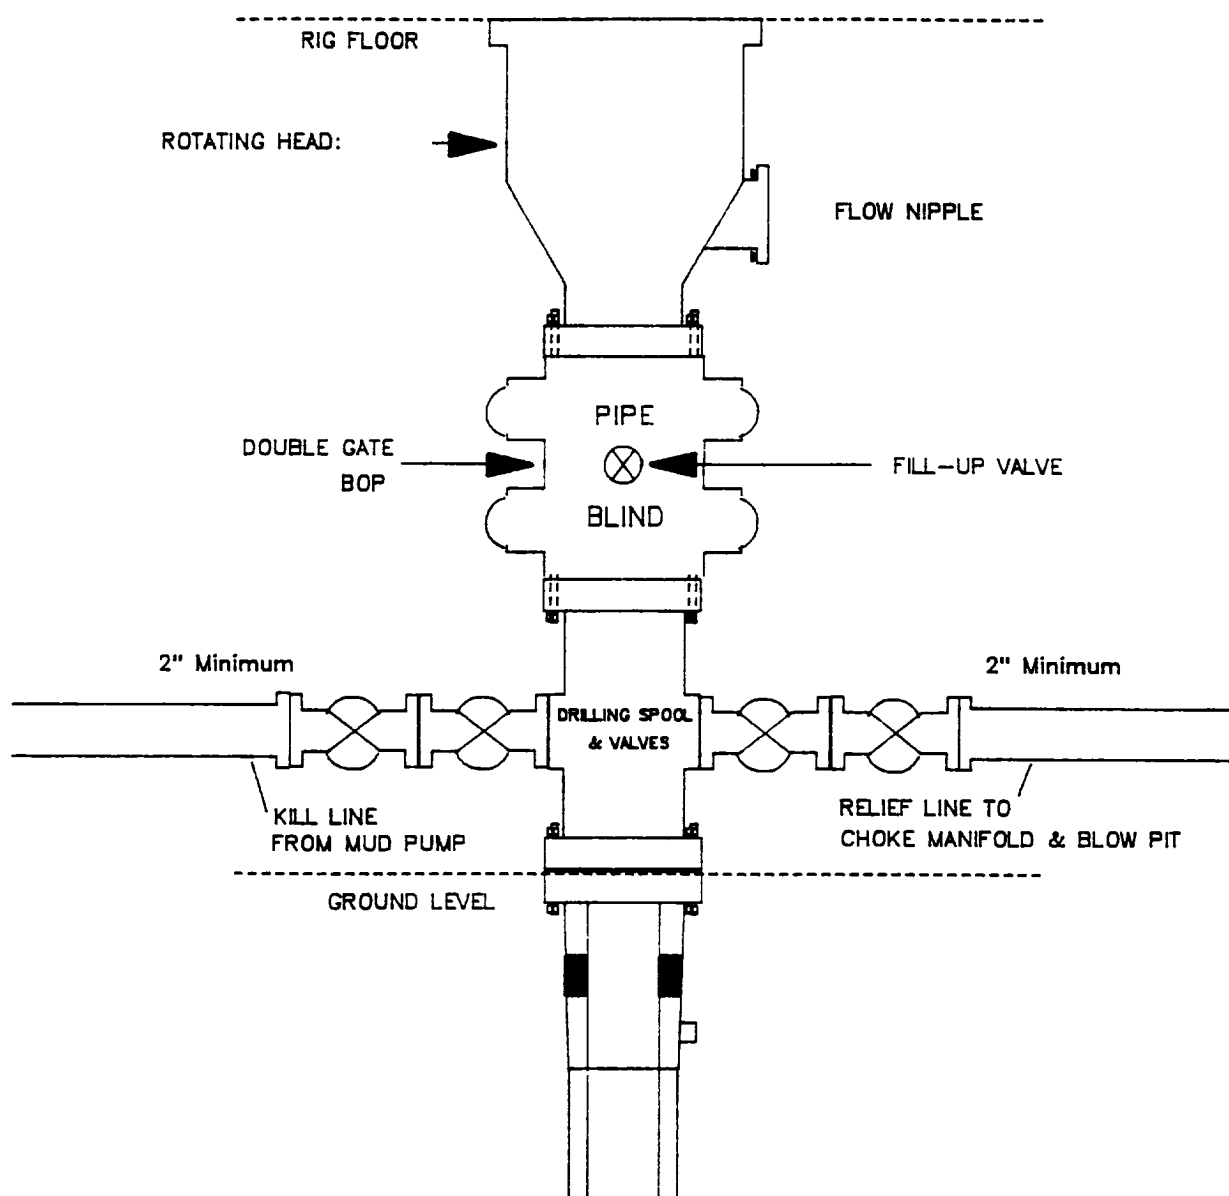 RIG FLOOR
ROTATING HEAD:
FLOW NIPPLE
PIPE
DOUBLE GATE
BOP
FILL-UP VALVE
BLIND
2" Minimum
2" Minimum
DRILLING SPOOL
& VALVES
KILL LINE
FROM MUD PUMP
RELIEF LINE TO
CHOKE MANIFOLD & BLOW PIT
GROUND LEVEL